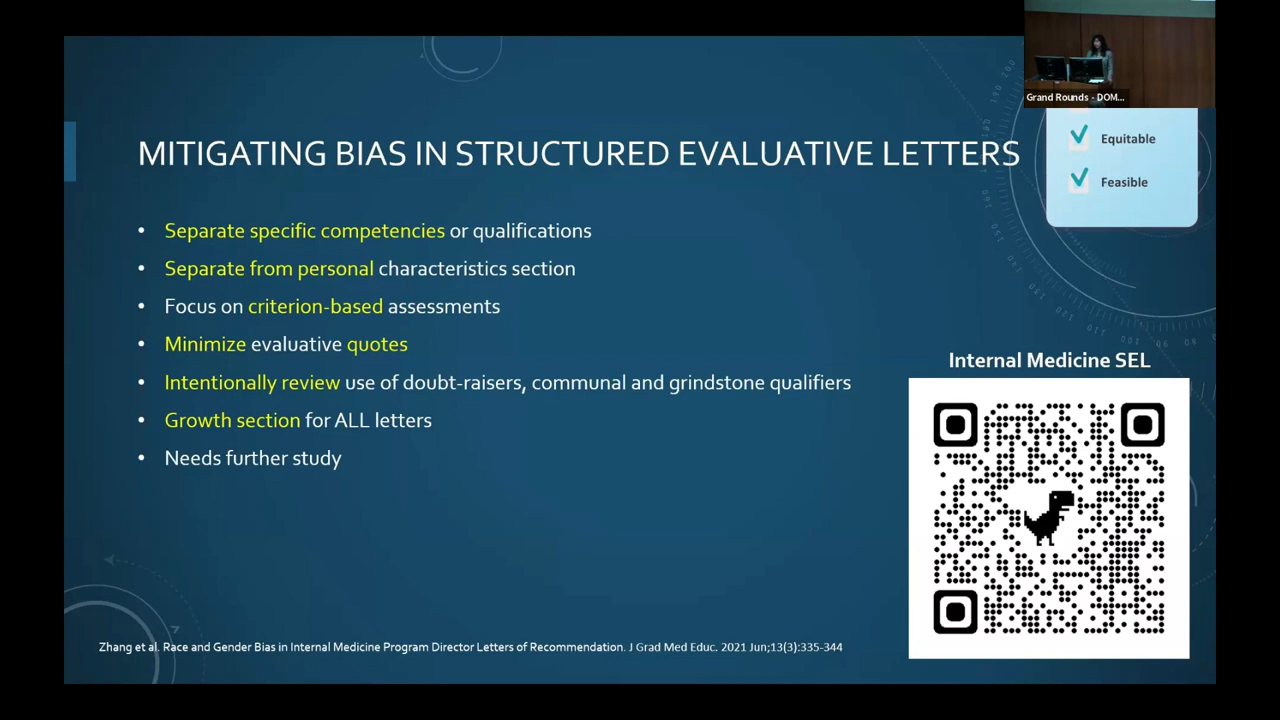 Grand Rounds - DOM...
Equitable
Feasible
MITIGATING BIAS IN STRUCTURED EVALUATIVE LETTERS
• Separate specific competencies or qualifications
• Separate from personal characteristics section
• Focus on criterion-based assessments
• Minimize evaluative quotes
• Intentionally review use of doubt-raisers, communal and grindstone qualifiers
• Growth section for ALL letters
• Needs further study
Internal Medicine SEL
Zhang et al. Race and Gender Bias in Internal Medicine Program Director Letters of Recommendation. J Grad Med Educ. 2021 Jun;13(3):335-344